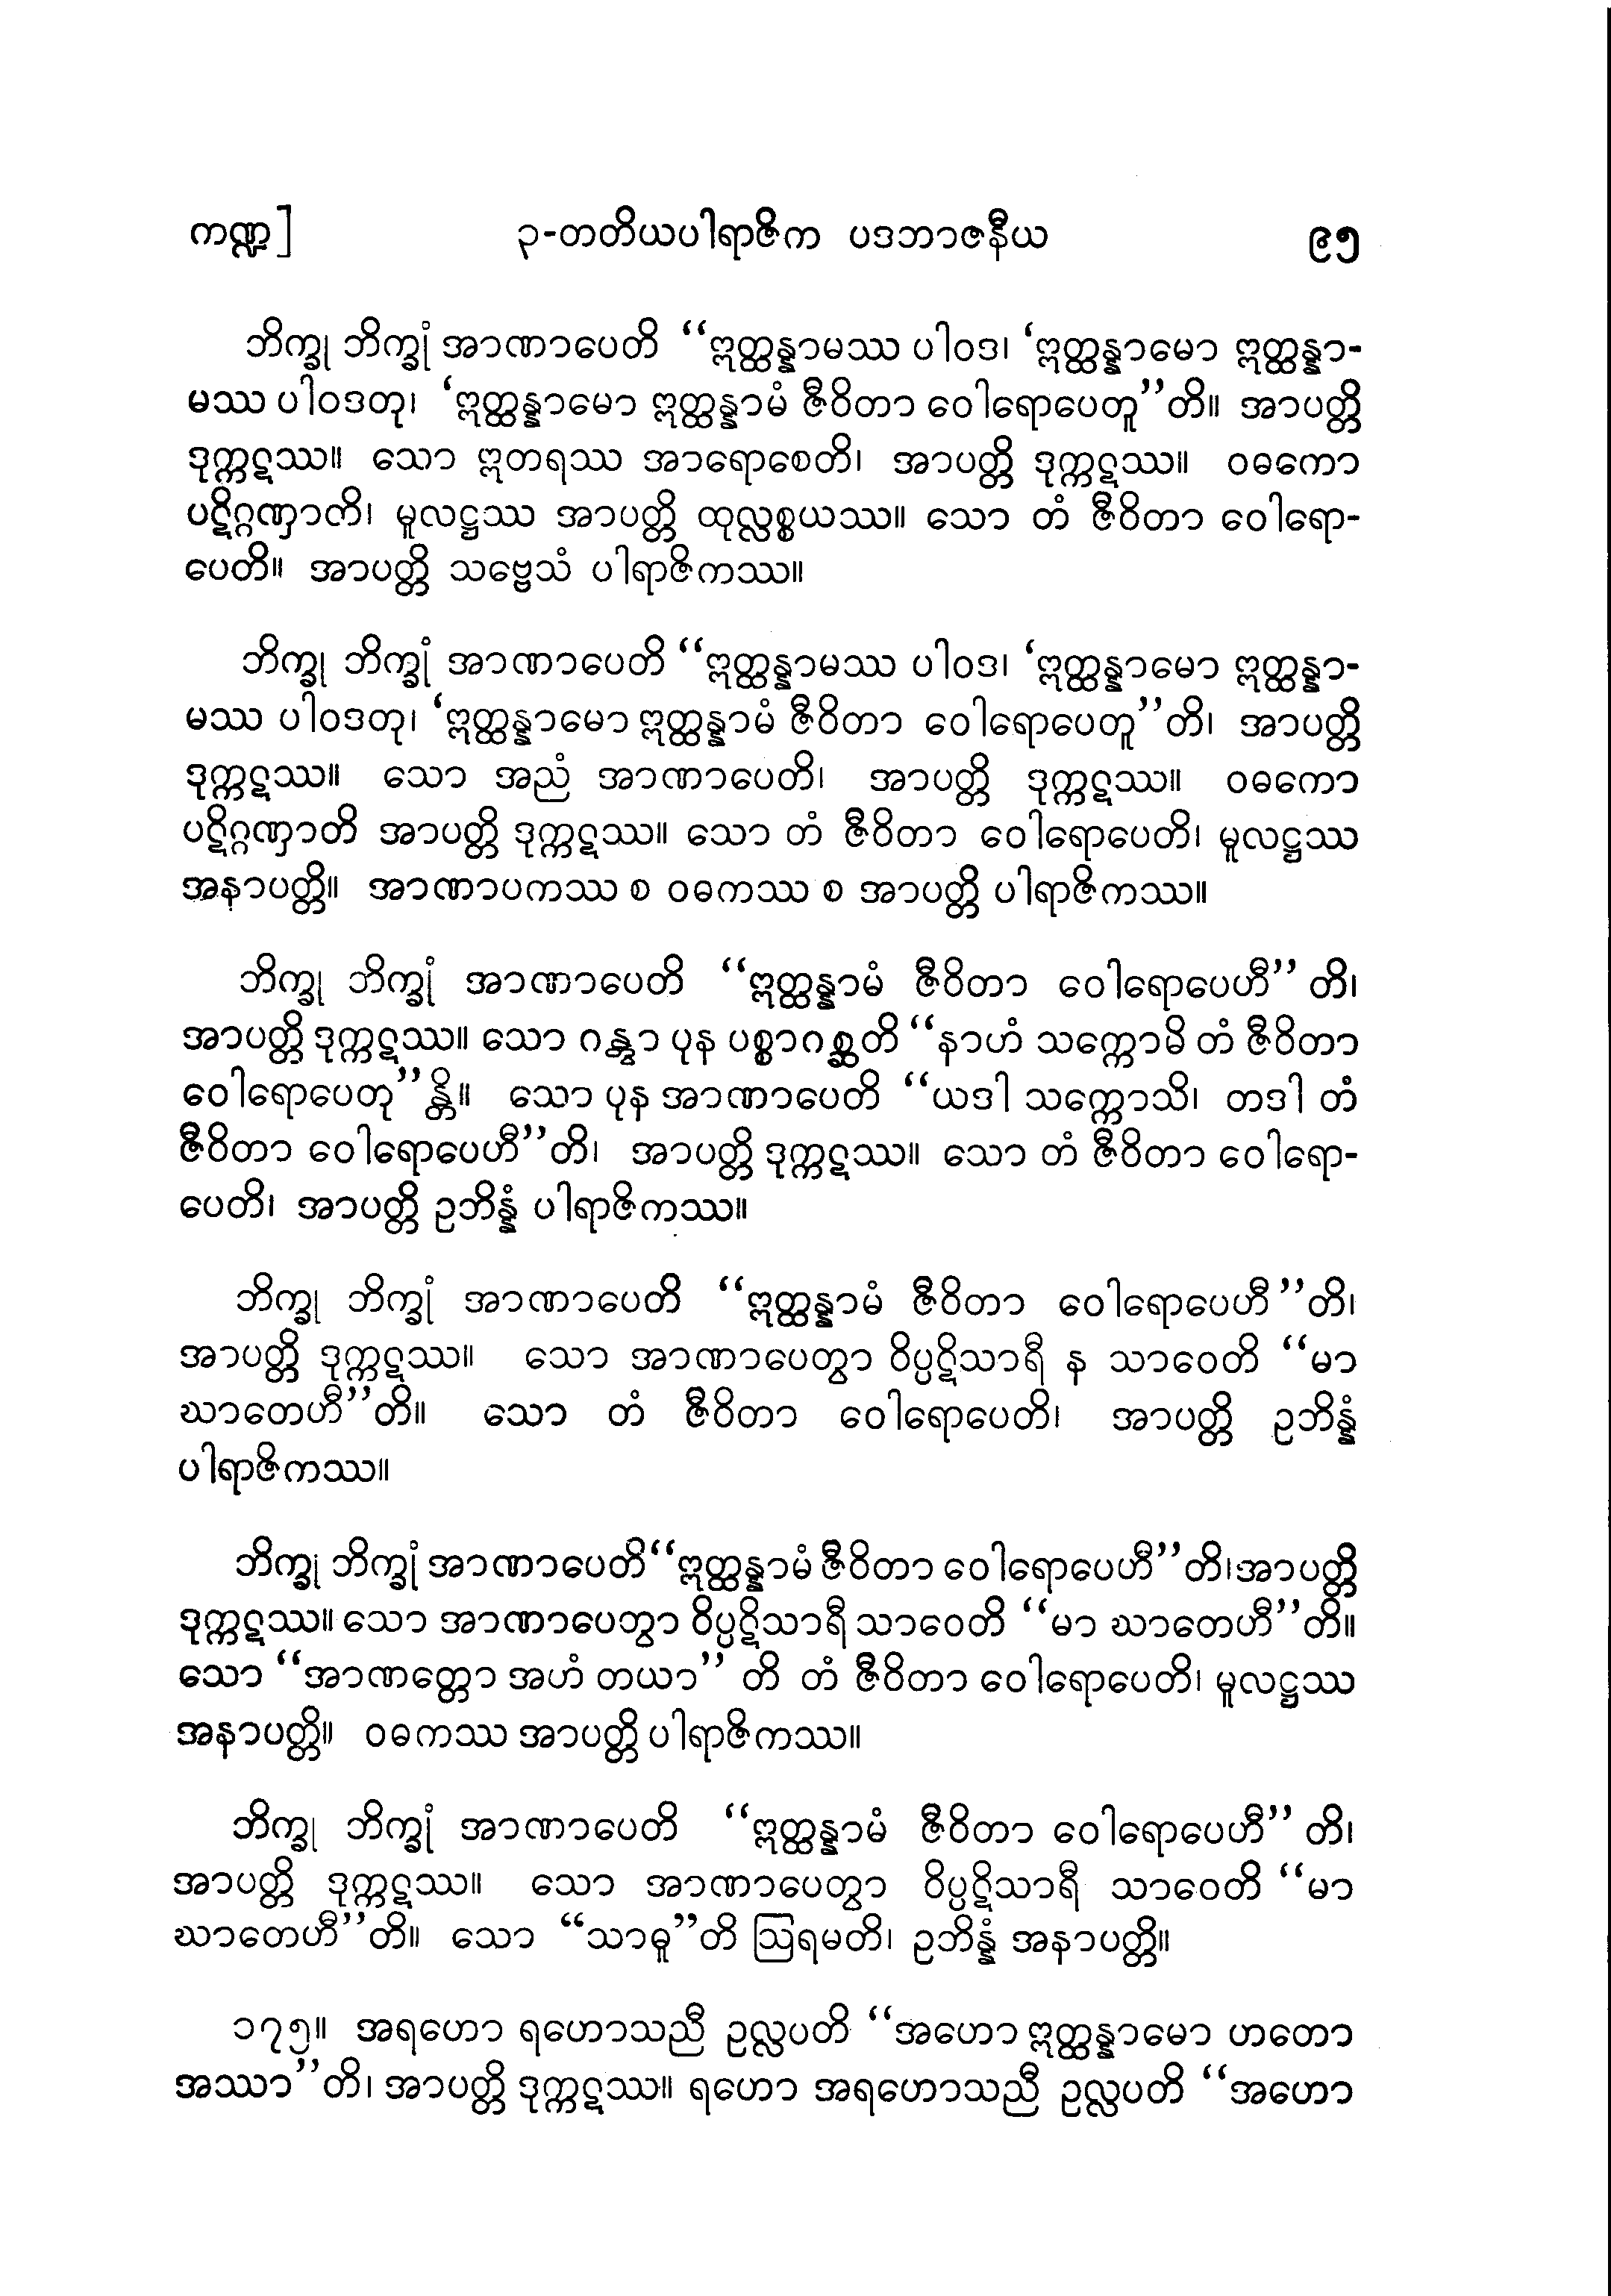 ကဏ္ဍ] ၃-တတိယပါရာဇိက ပဒဘာဇနီယ ၉၅
ဘိက္ခု ဘိက္ခုံ အာဏာပေတိ “ဣတ္ထန္နာမဿ ပါဝဒ၊ ‘ဣတ္ထန္နာမော ဣတ္ထန္နာ-
မဿ ပါဝဒတု၊ ‘ဣတ္ထန္နာမော ဣတ္ထန္နာမံ ဇီဝိတာ ဝေါရောပေတူ”တိ။ အာပတ္တိ
ဒုက္ကဋဿ။ သော ဣတရဿ အာရောစေတိ၊ အာပတ္တိ ဒုက္ကဋဿ။ ဝဓကော
ပဋိဂ္ဂဏှာတိ၊ မူလဋ္ဌဿ အာပတ္တိ ထုလ္လစ္စယဿ။ သော တံ ဇီဝိတာ ဝေါရော-
ပေတိ။ အာပတ္တိ သဗ္ဗေသံ ပါရာဇိကဿ။
ဘိက္ခု ဘိက္ခုံ အာဏာပေတိ “ဣတ္ထန္နာမဿ ပါဝဒ၊ ‘ဣတ္ထန္နာမော ဣတ္ထန္နာ-
မဿ ပါဝဒတု၊ ‘ဣတ္ထန္နာမော ဣတ္ထန္နာမံ ဇီဝိတာ ဝေါရောပေတူ”တိ၊ အာပတ္တိ
ဒုက္ကဋဿ။ သော အညံ အာဏာပေတိ၊ အာပတ္တိ ဒုက္ကဋဿ။ ဝဓကော
ပဋိဂ္ဂဏှာတိ အာပတ္တိ ဒုက္ကဋဿ။ သော တံ ဇီဝိတာ ဝေါရောပေတိ၊ မူလဋ္ဌဿ
အနာပတ္တိ။ အာဏာပကဿ စ ဝဓကဿ စ အာပတ္တိ ပါရာဇိကဿ။
ဘိက္ခု ဘိက္ခုံ အာဏာပေတိ “ဣတ္ထန္နာမံ ဇီဝိတာ ဝေါရောပေဟီ” တိ၊
အာပတ္တိ ဒုက္ကဋဿ။ သော ဂန္တွာ ပုန ပစ္စာဂစ္ဆတိ “နာဟံ သက္ကောမိ တံ ဇီဝိတာ
ဝေါရောပေတု”န္တိ။ သော ပုန အာဏာပေတိ “ယဒါ သက္ကောသိ၊ တဒါ တံ
ဇီဝိတာ ဝေါရောပေဟီ”တိ၊ အာပတ္တိ ဒုက္ကဋဿ။ သော တံ ဇီဝိတာ ဝေါရော-
ပေတိ၊ အာပတ္တိ ဥဘိန္နံ ပါရာဇိကဿ။
ဘိက္ခု ဘိက္ခုံ အာဏာပေတိ “ဣတ္ထန္နာမံ ဇီဝိတာ ဝေါရောပေဟီ”တိ၊
အာပတ္တိ ဒုက္ကဋဿ။ သော အာဏာပေတွာ ဝိပ္ပဋိသာရီ န သာဝေတိ “မာ
ဃာတေဟီ”တိ။ သော တံ ဇီဝိတာ ဝေါရောပေတိ၊ အာပတ္တိ ဥဘိန္နံ
ပါရာဇိကဿ။
ဘိက္ခု ဘိက္ခုံ အာဏာပေတိ“ဣတ္ထန္နာမံ ဇီဝိတာ ဝေါရောပေဟီ”တိ၊အာပတ္တိ
ဒုက္ကဋဿ။ သော အာဏာပေတွာ ဝိပ္ပဋိသာရီ သာဝေတိ “မာ ဃာတေဟီ”တိ။
သော “အာဏတ္တော အဟံ တယာ” တိ တံ ဇီဝိတာ ဝေါရောပေတိ၊ မူလဋ္ဌဿ
အနာပတ္တိ။ ဝဓကဿ အာပတ္တိ ပါရာဇိကဿ။
ဘိက္ခု ဘိက္ခုံ အာဏာပေတိ “ဣတ္ထန္နာမံ ဇီဝိတာ ဝေါရောပေဟီ” တိ၊
အာပတ္တိ ဒုက္ကဋဿ။ သော အာဏာပေတွာ ဝိပ္ပဋိသာရီ သာဝေတိ “မာ
ဃာတေဟီ”တိ။ သော “သာဓူ”တိ ဩရမတိ၊ ဥဘိန္နံ အနာပတ္တိ။
၁၇၅။ အရဟော ရဟောသညီ ဥလ္လပတိ “အဟော ဣတ္ထန္နာမော ဟတော
အဿာ”တိ၊ အာပတ္တိ ဒုက္ကဋဿ။ ရဟော အရဟောသညီ ဥလ္လပတိ “အဟော